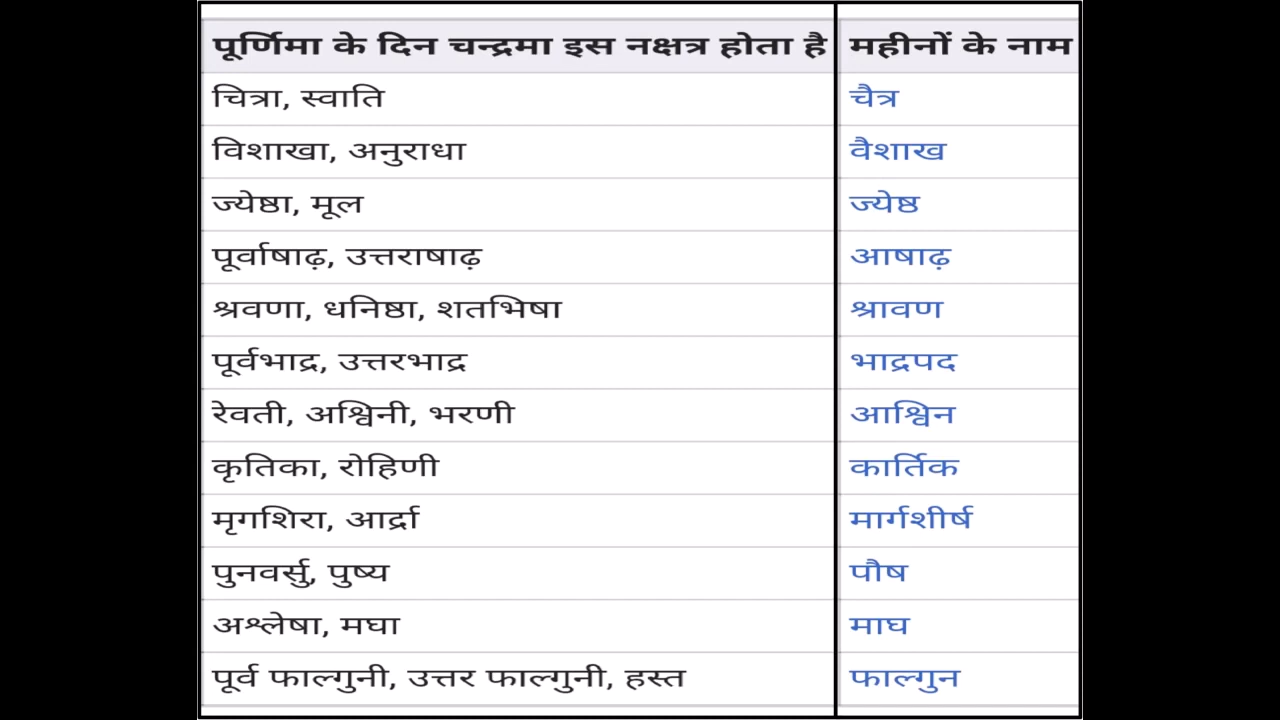 पूर्णिमा के दिन चन्द्रमा इस नक्षत्र होता है महीनों के नाम
चित्रा, स्वाति चैत्र
विशाखा, अनुराधा वैशाख
ज्येष्ठा, मूल ज्येष्ठ
पूर्वाषाढ़, उत्तराषाढ़ आषाढ़
श्रवणा, धनिष्ठा, शतभिषा श्रावण
पूर्वभाद्र, उत्तरभाद्र भाद्रपद
रेवती, अश्विनी, भरणी आश्विन
कृतिका, रोहिणी कार्तिक
मृगशिरा, आर्द्रा मार्गशीर्ष
पुनवर्सु, पुष्य पौष
अश्लेषा, मघा माघ
पूर्व फाल्गुनी, उत्तर फाल्गुनी, हस्त फाल्गुन